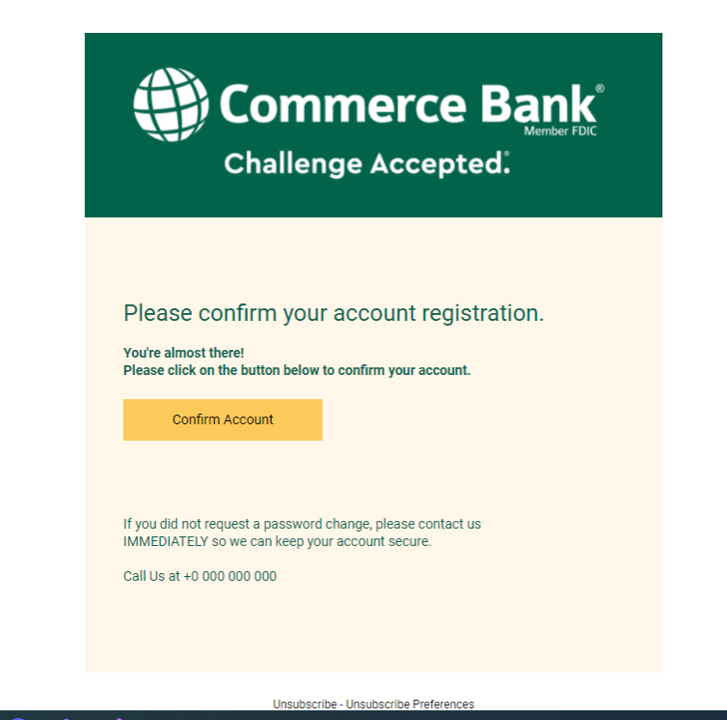 Commerce Bank®
Member FDIC
Challenge Accepted.®
Please confirm your account registration.
You're almost there!
Please click on the button below to confirm your account.
Confirm Account
If you did not request a password change, please contact us
IMMEDIATELY so we can keep your account secure.
Call Us at +0 000 000 000
Unsubscribe - Unsubscribe Preferences